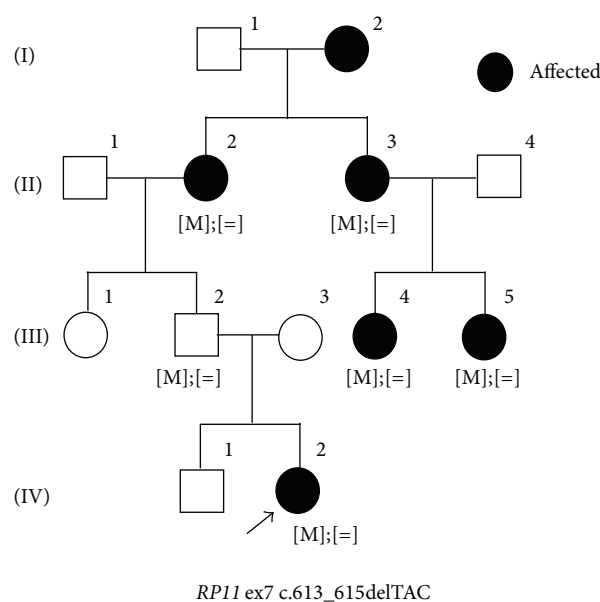 1 2
(I)
Affected
1 2 3 4
(II)
[M];[=] [M];[=]
1 2 3 4 5
(III)
[M];[=] [M];[=] [M];[=]
1 2
(IV)
[M];[=]
RP11 ex7 c.613_615delTAC